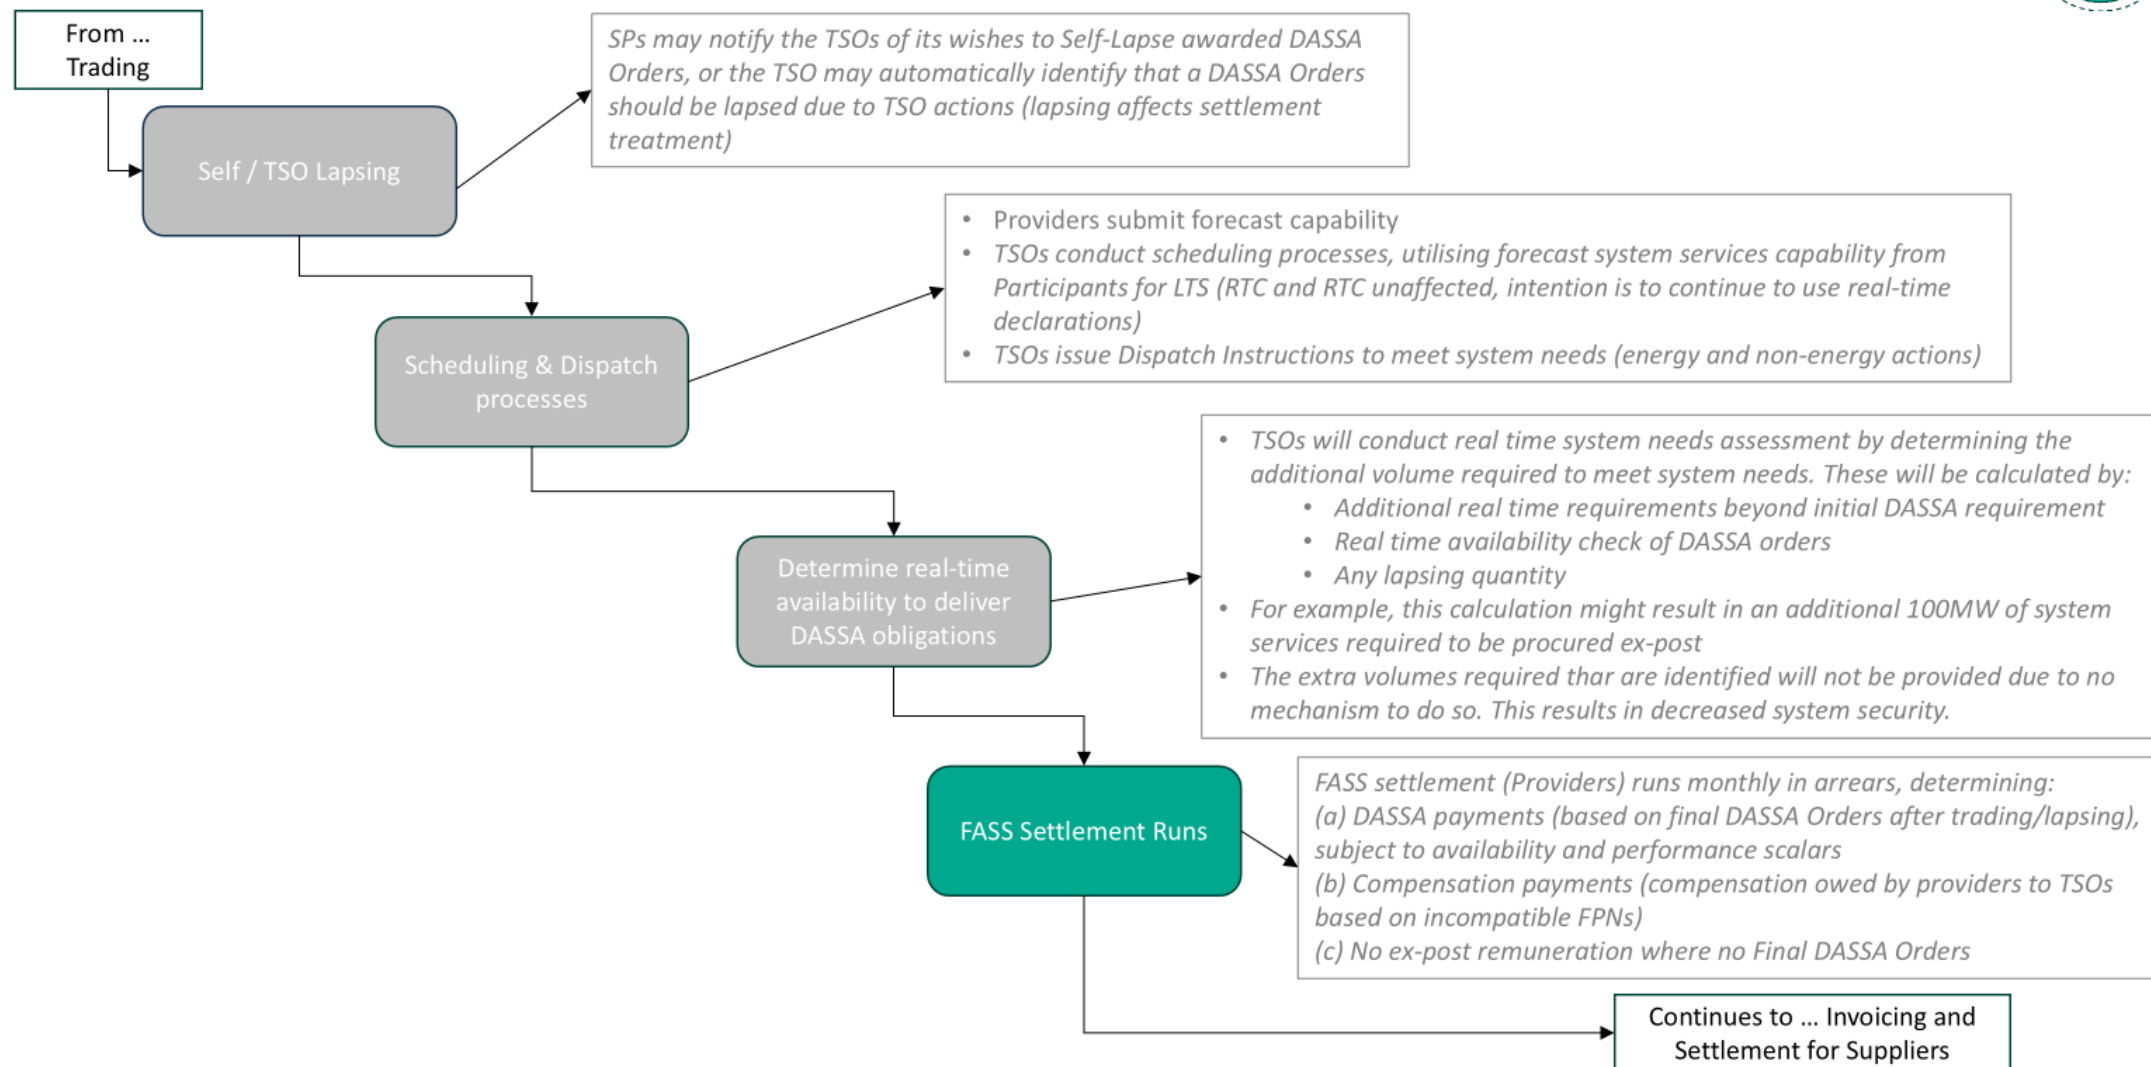 From ...
Trading
SPs may notify the TSOs of its wishes to Self-Lapse awarded DASSA
Orders, or the TSO may automatically identify that a DASSA Orders
should be lapsed due to TSO actions (lapsing affects settlement
treatment)
Self / TSO Lapsing
• Providers submit forecast capability
• TSOs conduct scheduling processes, utilising forecast system services capability from
Participants for LTS (RTC and RTC unaffected, intention is to continue to use real-time
declarations)
• TSOs issue Dispatch Instructions to meet system needs (energy and non-energy actions)
Scheduling & Dispatch
processes
• TSOs will conduct real time system needs assessment by determining the
additional volume required to meet system needs. These will be calculated by:
• Additional real time requirements beyond initial DASSA requirement
• Real time availability check of DASSA orders
• Any lapsing quantity
• For example, this calculation might result in an additional 100MW of system
services required to be procured ex-post
• The extra volumes required thar are identified will not be provided due to no
mechanism to do so. This results in decreased system security.
Determine real-time
availability to deliver
DASSA obligations
FASS settlement (Providers) runs monthly in arrears, determining:
(a) DASSA payments (based on final DASSA Orders after trading/lapsing),
subject to availability and performance scalars
(b) Compensation payments (compensation owed by providers to TSOs
based on incompatible FPNs)
(c) No ex-post remuneration where no Final DASSA Orders
FASS Settlement Runs
Continues to ... Invoicing and
Settlement for Suppliers